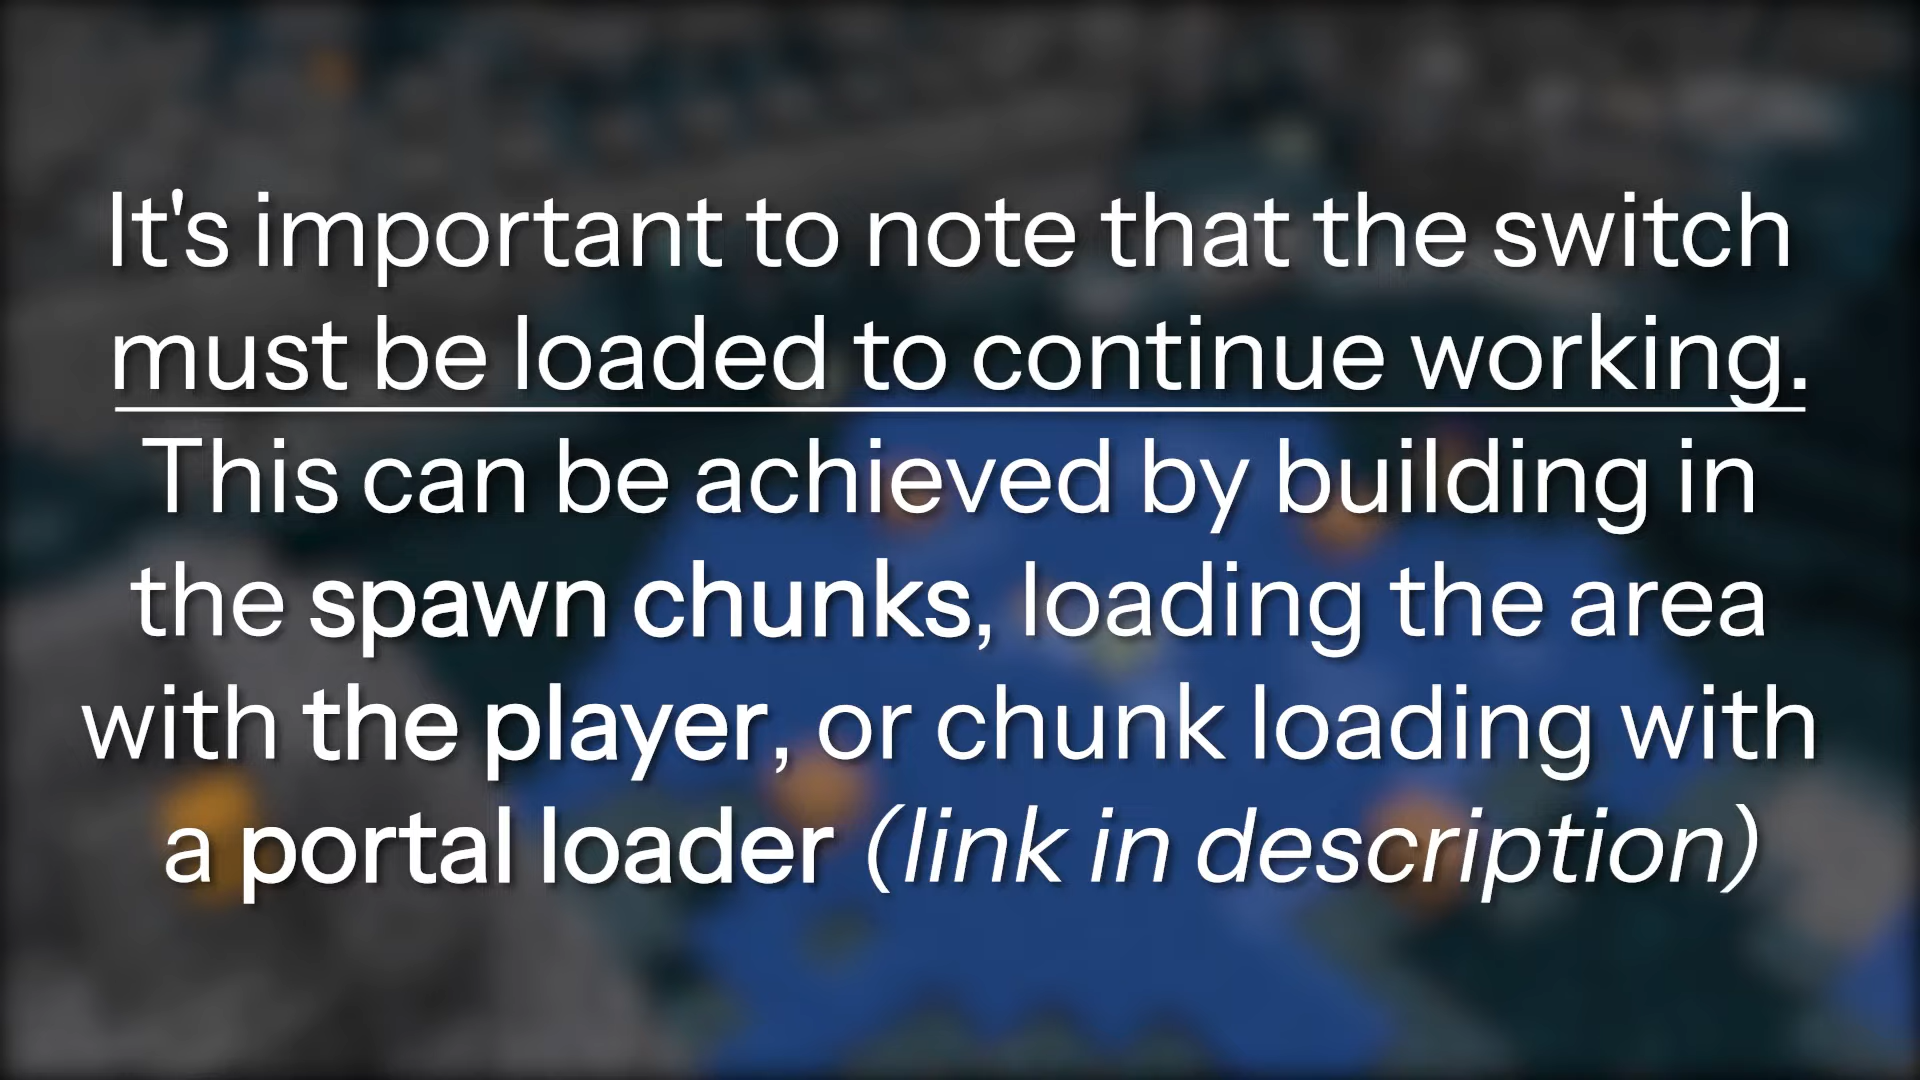 It's important to note that the switch
must be loaded to continue working.
This can be achieved by building in
the spawn chunks, loading the area
with the player, or chunk loading with
a portal loader (link in description)